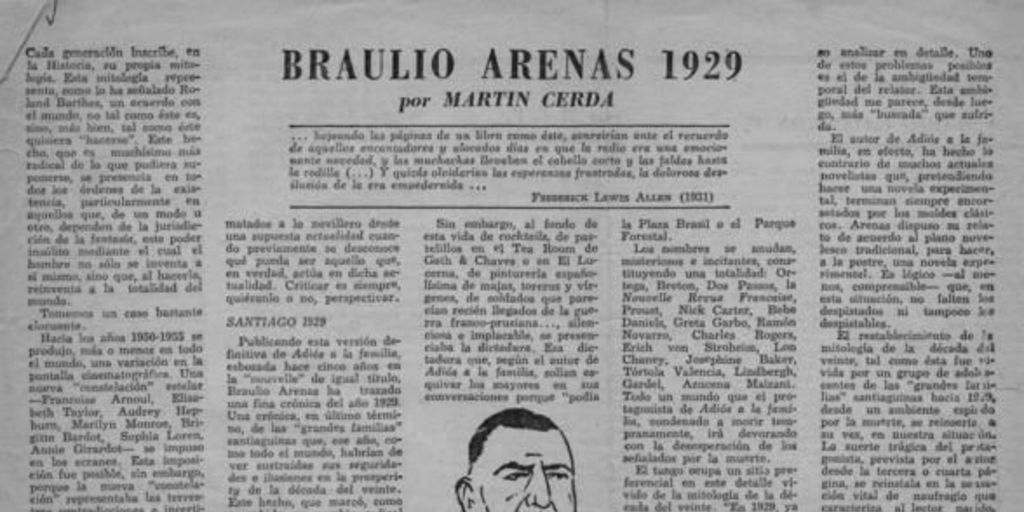 BRAULIO ARENAS 1929
por MARTIN CERDA
... hojeando las páginas de un libro como éste, sonreirían ante el recuerdo
de aquellos encantadores y alocados días en que la radio era una emocio-
nante novedad, y las muchachas llevaban el cabello corto y las faldas hasta
la rodilla (...) Y quizás olvidarían las esperanzas frustradas, la dolorosa desi-
lusión de la era empedernida ...
FREDERICK LEWIS ALLEN (1931)
Cada generación inscribe, en
la Historia, su propia mito-
logía. Esta mitología repre-
senta, como lo ha señalado Ro-
land Barthes, un acuerdo con
el mundo, no tal como éste es,
sino, más bien, tal como éste
quisiera "hacerse". Este he-
cho, que es muchísimo más
radical de lo que pudiera su-
ponerse, se presencia en to-
dos los órdenes de la exis-
tencia, particularmente en
aquellos que, de un modo u
otro, dependen de la jurisdic-
ción de la fantasía, este poder
insólito mediante el cual el
hombre no sólo se inventa a
sí mismo, sino que, al hacerlo,
reinventa a la totalidad del
mundo.
Tomemos un caso bastante
elocuente.
Hacia los años 1950-1955 se
produjo, más o menos en todo
el mundo, una variación en la
pantalla cinematográfica. Una
nueva "constelación" estelar
—Francoise Arnoul, Eliza-
beth Taylor, Audrey Hep-
burn, Marilyn Monroe, Bri-
gitte Bardot, Sophia Loren,
Annie Girardot— se impuso
en los ecranes. Esta imposi-
ción fue posible, sin embargo,
porque la nueva "constela-
ción" representaba las terres-
tres contradicciones e incerti-
matados a lo novillero desde
una supuesta actualidad cuan-
do previamente se desconoce
qué pueda ser aquello que,
en verdad, actúa en dicha ac-
tualidad. Criticar es siempre,
quiéranlo o no, perspectivar.
SANTIAGO 1929
Publicando esta versión de-
finitiva de Adiós a la familia,
esbozada hace cinco años en
la "nouvelle" de igual título,
Braulio Arenas ha trazado
una fina crónica del año 1929.
Una crónica, en último térmi-
no, de las "grandes familias"
santiaguinas que, ese año, co-
mo todo el mundo, habrían de
ver sustraídas sus segurida-
des e ilusiones en la prosperi-
ty de la década del veinte.
Este hecho, que marcó, como
Sin embargo, al fondo de
esta vida de cocktails, de pas-
telillos en el Tea Room de
Gath & Chaves o en El Lu-
cerna, de pinturería españo-
lísima de majas, toreros y vír-
genes, de soldados que pare-
cían recién llegados de la gue-
rra franco-prusiana..., silen-
ciosa e implacable, se presen-
ciaba la dictadura. Esa dic-
tadura que, según el autor de
Adiós a la familia, solían es-
quivar los mayores en sus
conversaciones porque "podía
la Plaza Brasil o el Parque
Forestal.
Los nombres se anudan,
misteriosos e incitantes, cons-
tituyendo una totalidad: Or-
tega, Breton, Dos Passos, la
Nouvelle Revue Francaise,
Proust, Nick Carter, Bebe
Daniels, Greta Garbo, Ramón
Novarro, Charles Rogers,
Erich von Stroheim, Lon
Chaney, Josephine Baker,
Tórtola Valencia, Lindbergh,
Gardel, Azucena Maizani.
Todo un mundo que el pro-
tagonista de Adiós a la fami-
lia, condenado a morir tem-
pranamente, irá devorando
con la desesperación de los
señalados por la muerte.
El tango ocupa un sitio pre-
ferencial en este detalle vi-
vido de la mitología de la dé-
cada del veinte. "En 1929, ya
so analizar en detalle. Uno
de estos problemas posibles
es el de la ambigüedad tem-
poral del relator. Esta ambi-
güedad me parece, desde lue-
go, más "buscada" que sufri-
da.
El autor de Adiós a la fa-
milia, en efecto, ha hecho lo
contrario de muchos actuales
novelistas que, pretendiendo
hacer una novela experimen-
tal, terminan siempre encor-
setados por los moldes clási-
cos. Arenas dispuso su rela-
to de acuerdo al plano nove-
lesco tradicional, para hacer,
a la postre, una novela expe-
rimental. Es lógico —al me-
nos, comprensible— que, en
esta situación, no falten los
despistados ni tampoco los
despistables.
El restablecimiento de la
mitología de la década del
veinte, tal como ésta fue vi-
vida por un grupo de adoles-
centes de las "grandes fami-
lias" santiaguinas hacia 1929,
desde un ambiente espiado
por la muerte, se reinserta, a
su vez, en nuestra situación.
La suerte trágica del prota-
gonista, prevista por el autor
desde la tercera o cuarta pá-
gina, se reinstala en la sensa-
ción vital de naufragio que
caracteriza al lector